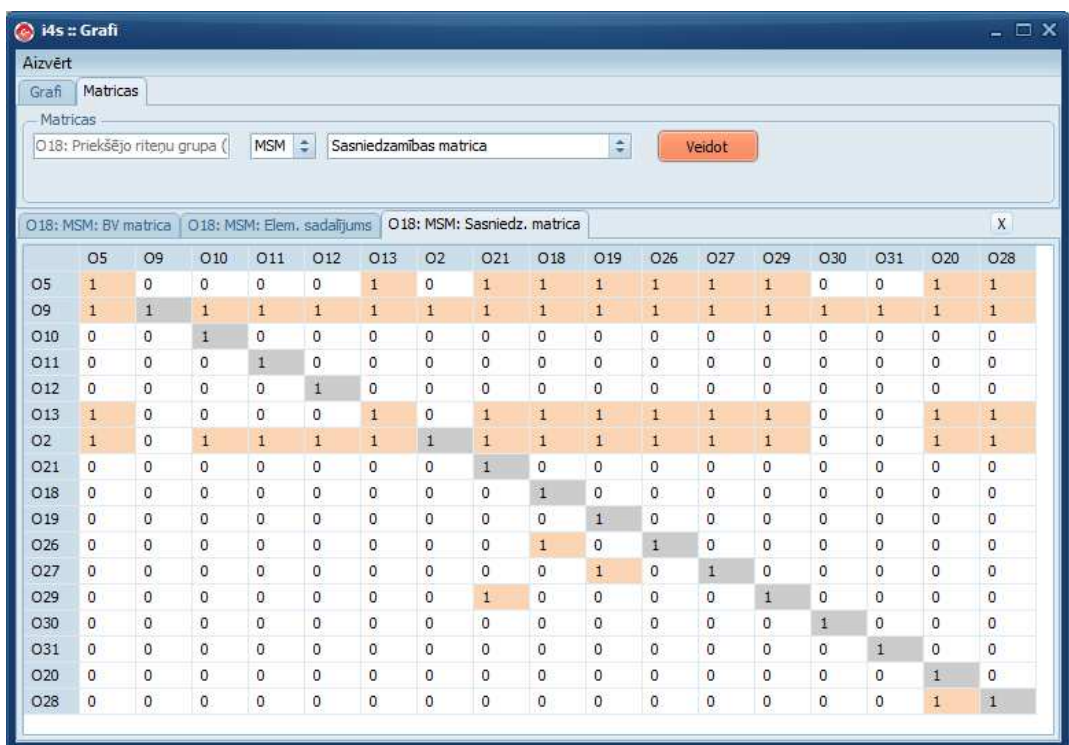 i4s :: Grafi
Aizvērt
Grafi Matricas
Matricas
O18: Priekšējo riteņu grupa ( MSM Sasniedzamības matrica Veidot
O18: MSM: BV matrica O18: MSM: Elem. sadalījums O18: MSM: Sasniedz. matrica X
O5 O9 O10 O11 O12 O13 O2 O21 O18 O19 O26 O27 O29 O30 O31 O20 O28
O5 1 0 0 0 0 1 0 1 1 1 1 1 1 0 0 1 1
O9 1 1 1 1 1 1 1 1 1 1 1 1 1 1 1 1 1
O10 0 0 1 0 0 0 0 0 0 0 0 0 0 0 0 0 0
O11 0 0 0 1 0 0 0 0 0 0 0 0 0 0 0 0 0
O12 0 0 0 0 1 0 0 0 0 0 0 0 0 0 0 0 0
O13 1 0 0 0 0 1 0 1 1 1 1 1 1 0 0 1 1
O2 1 0 1 1 1 1 1 1 1 1 1 1 1 0 0 1 1
O21 0 0 0 0 0 0 0 1 0 0 0 0 0 0 0 0 0
O18 0 0 0 0 0 0 0 0 1 0 0 0 0 0 0 0 0
O19 0 0 0 0 0 0 0 0 0 1 0 0 0 0 0 0 0
O26 0 0 0 0 0 0 0 0 1 0 1 0 0 0 0 0 0
O27 0 0 0 0 0 0 0 0 0 1 0 1 0 0 0 0 0
O29 0 0 0 0 0 0 0 1 0 0 0 0 1 0 0 0 0
O30 0 0 0 0 0 0 0 0 0 0 0 0 0 1 0 0 0
O31 0 0 0 0 0 0 0 0 0 0 0 0 0 0 1 0 0
O20 0 0 0 0 0 0 0 0 0 0 0 0 0 0 0 1 0
O28 0 0 0 0 0 0 0 0 0 0 0 0 0 0 0 1 1